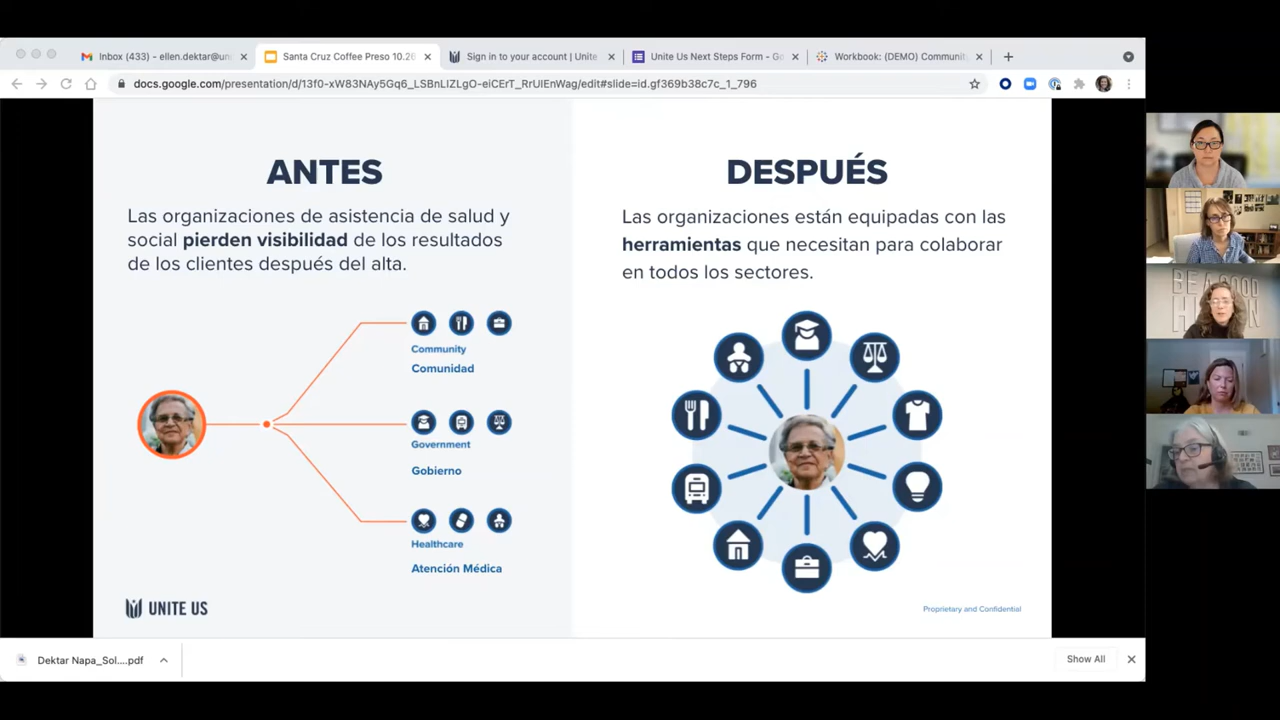 Inbox (433) - ellen.dektar@un
Santa Cruz Coffee Preso 10.26
Sign in to your account | Unite
Unite Us Next Steps Form - Go
Workbook: (DEMO) Community
docs.google.com/presentation/d/13f0-xW83NAy5Gq6_LSBnLIZLgO-eiCErT_RrUIEnWag/edit#slide=id.gf369b38c7c_1_796
ANTES
Las organizaciones de asistencia de salud y
social pierden visibilidad de los resultados
de los clientes después del alta.
Community
Comunidad
Government
Gobierno
Healthcare
Atención Médica
UNITE US
DESPUÉS
Las organizaciones están equipadas con las
herramientas que necesitan para colaborar
en todos los sectores.
Proprietary and Confidential
BE A GOOD
HUMAN
Dektar Napa_Sol....pdf
Show All